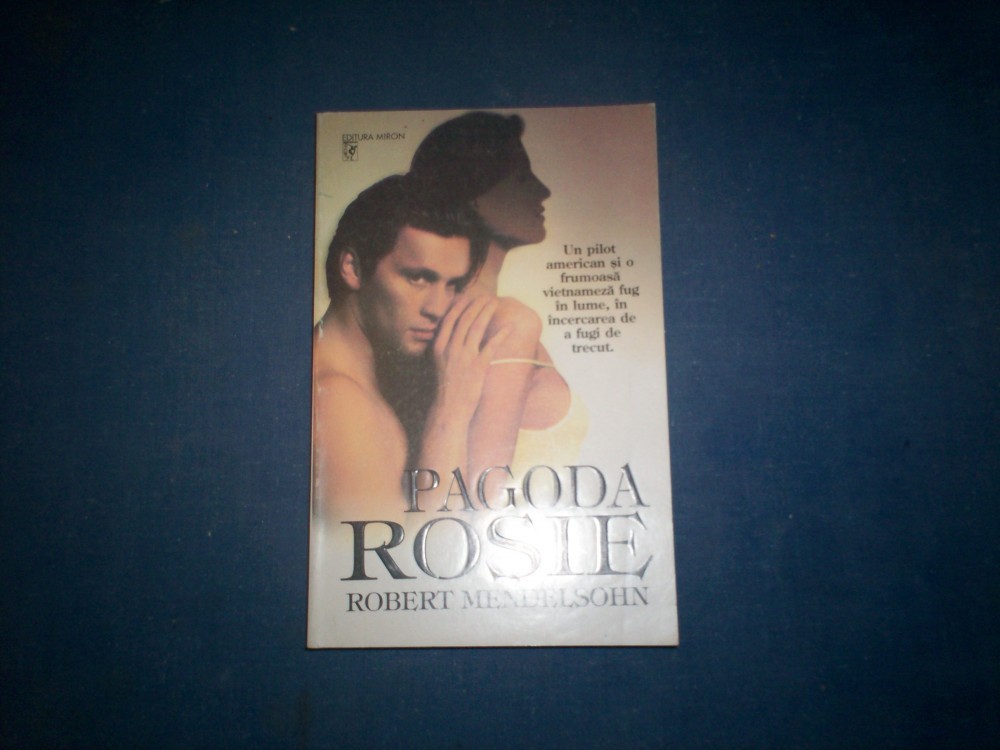 EDITURA MIRON
Un pilot
american și o
frumoasă
vietnameză fug
în lume, în
încercarea de
a fugi de
trecut.
PAGODA
ROSIE
ROBERT MENDELSOHN